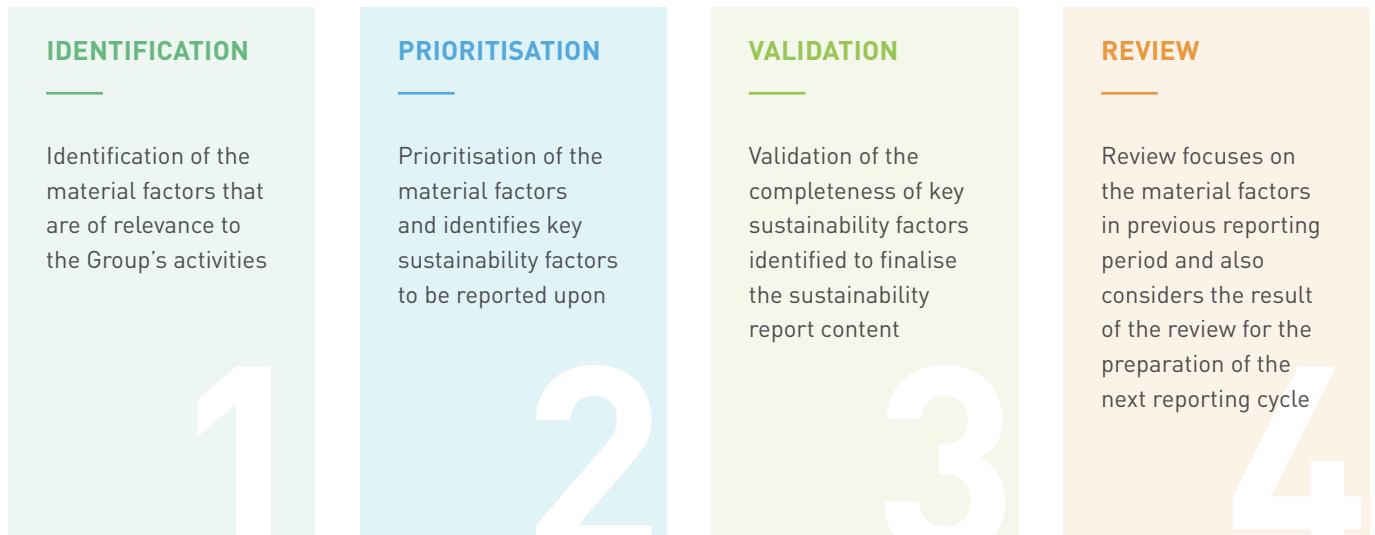 IDENTIFICATION
Identification of the
material factors that
are of relevance to
the Group's activities
1
PRIORITISATION
Prioritisation of the
material factors
and identifies key
sustainability factors
to be reported upon
2
VALIDATION
Validation of the
completeness of key
sustainability factors
identified to finalise
the sustainability
report content
3
REVIEW
Review focuses on
the material factors
in previous reporting
period and also
considers the result
of the review for the
preparation of the
next reporting cycle
4